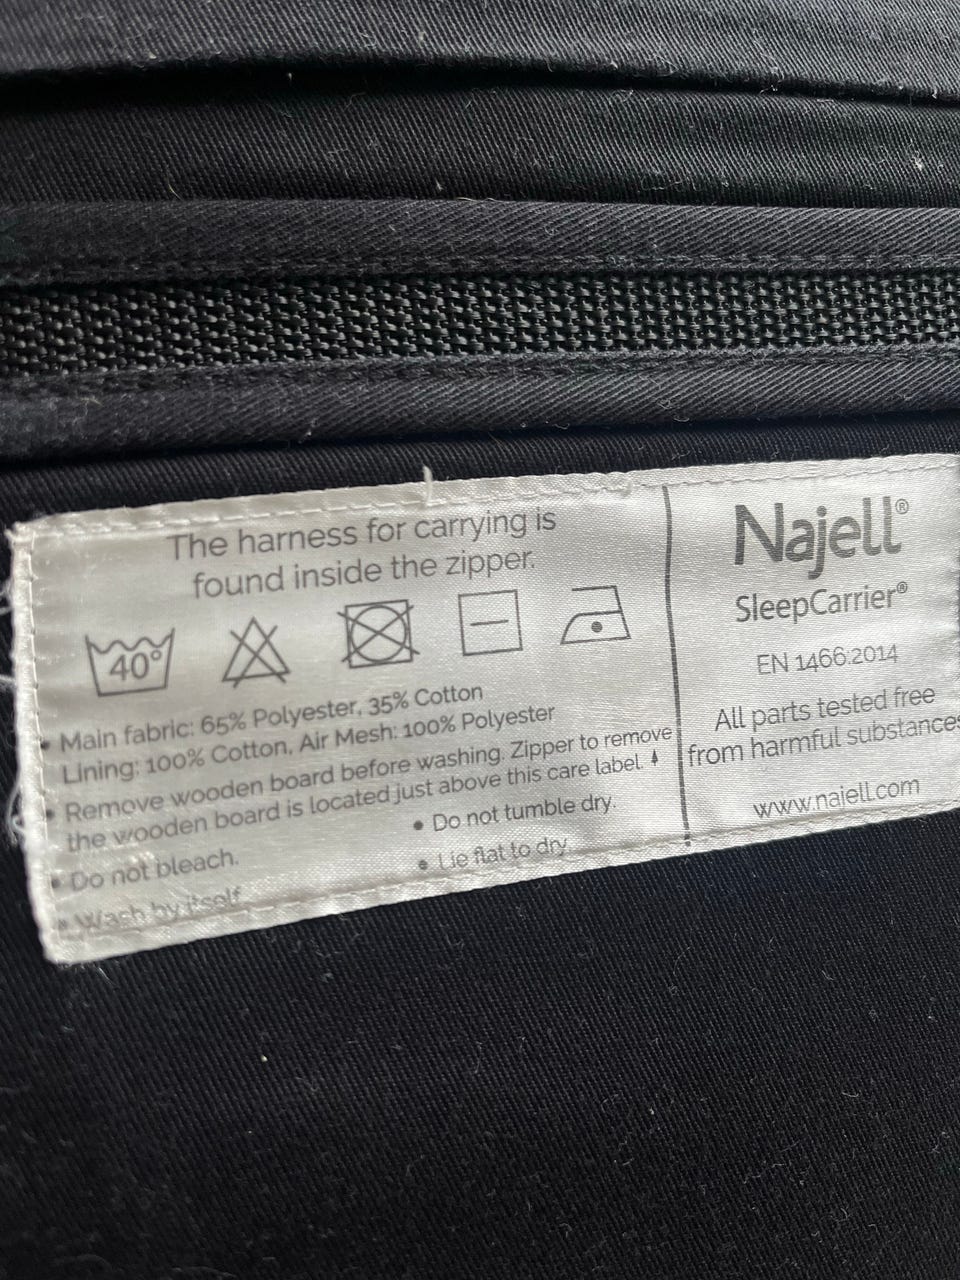 The harness for carrying is
found inside the zipper.
40°
• Main fabric: 65% Polyester, 35% Cotton
Lining: 100% Cotton, Air Mesh: 100% Polyester
• Remove wooden board before washing. Zipper to remove
the wooden board is located just above this care label.
• Do not bleach.
• Do not tumble dry.
• Wash by itself
• Lie flat to dry
Najell®
SleepCarrier®
EN 1466:2014
All parts tested free
from harmful substances
www.najell.com